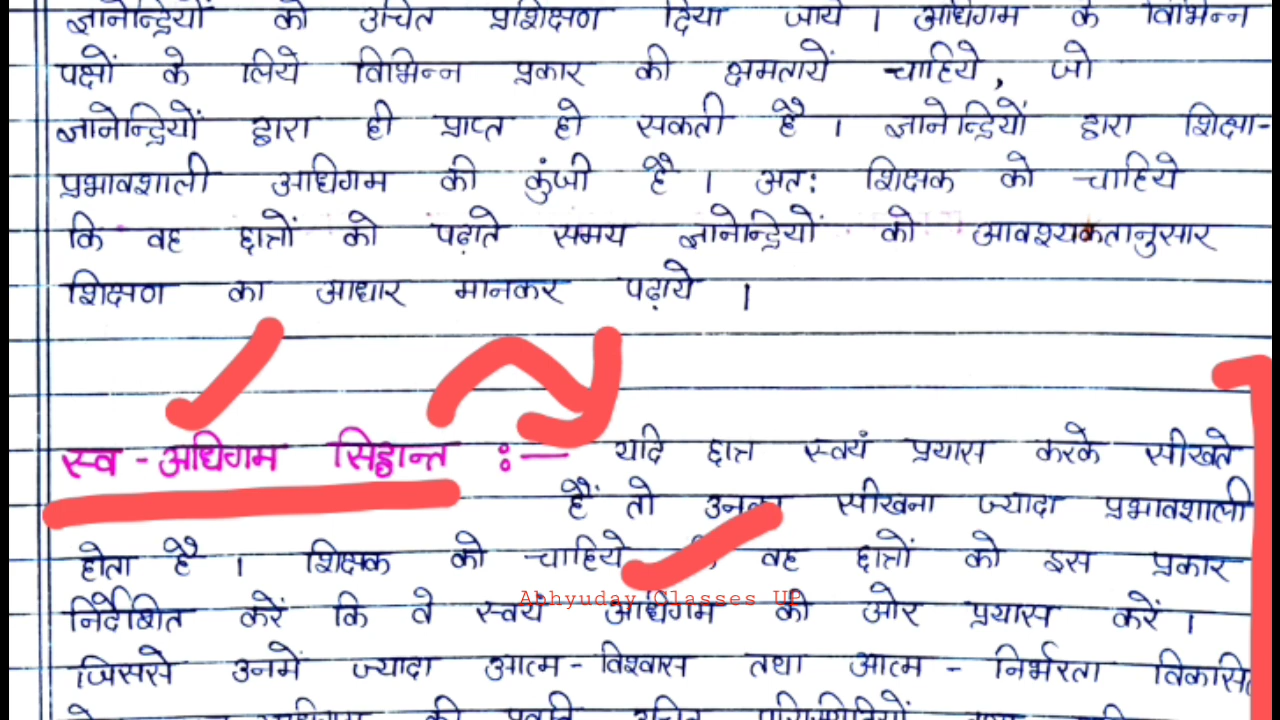 ज्ञानेन्द्रियों को उचित प्रशिक्षण दिया जाये । अधिगम के विभिन्न
पक्षों के लिये विभिन्न प्रकार की क्षमतायें चाहिये, जो
ज्ञानेन्द्रियों द्वारा ही प्राप्त हो सकती है । ज्ञानेन्द्रियों द्वारा शिक्षा-
प्रभावशाली अधिगम की कुंजी है । अतः शिक्षक को चाहिये
कि वह छात्रों को पढ़ाते समय ज्ञानेन्द्रियों को आवश्यकतानुसार
शिक्षण का आधार मानकर पढ़ाये ।
स्व-अधिगम सिद्धान्त :— यदि छात्र स्वयं प्रयास करके सीखते
हैं तो उनका सीखना ज्यादा प्रभावशाली
होता है । शिक्षक को चाहिये वह छात्रों को इस प्रकार
Abhyuday Classes UP
निर्देशित करें कि वे स्वयं अधिगम की ओर प्रयास करें ।
जिससे उनमें ज्यादा आत्म-विश्वास तथा आत्म-निर्भरता